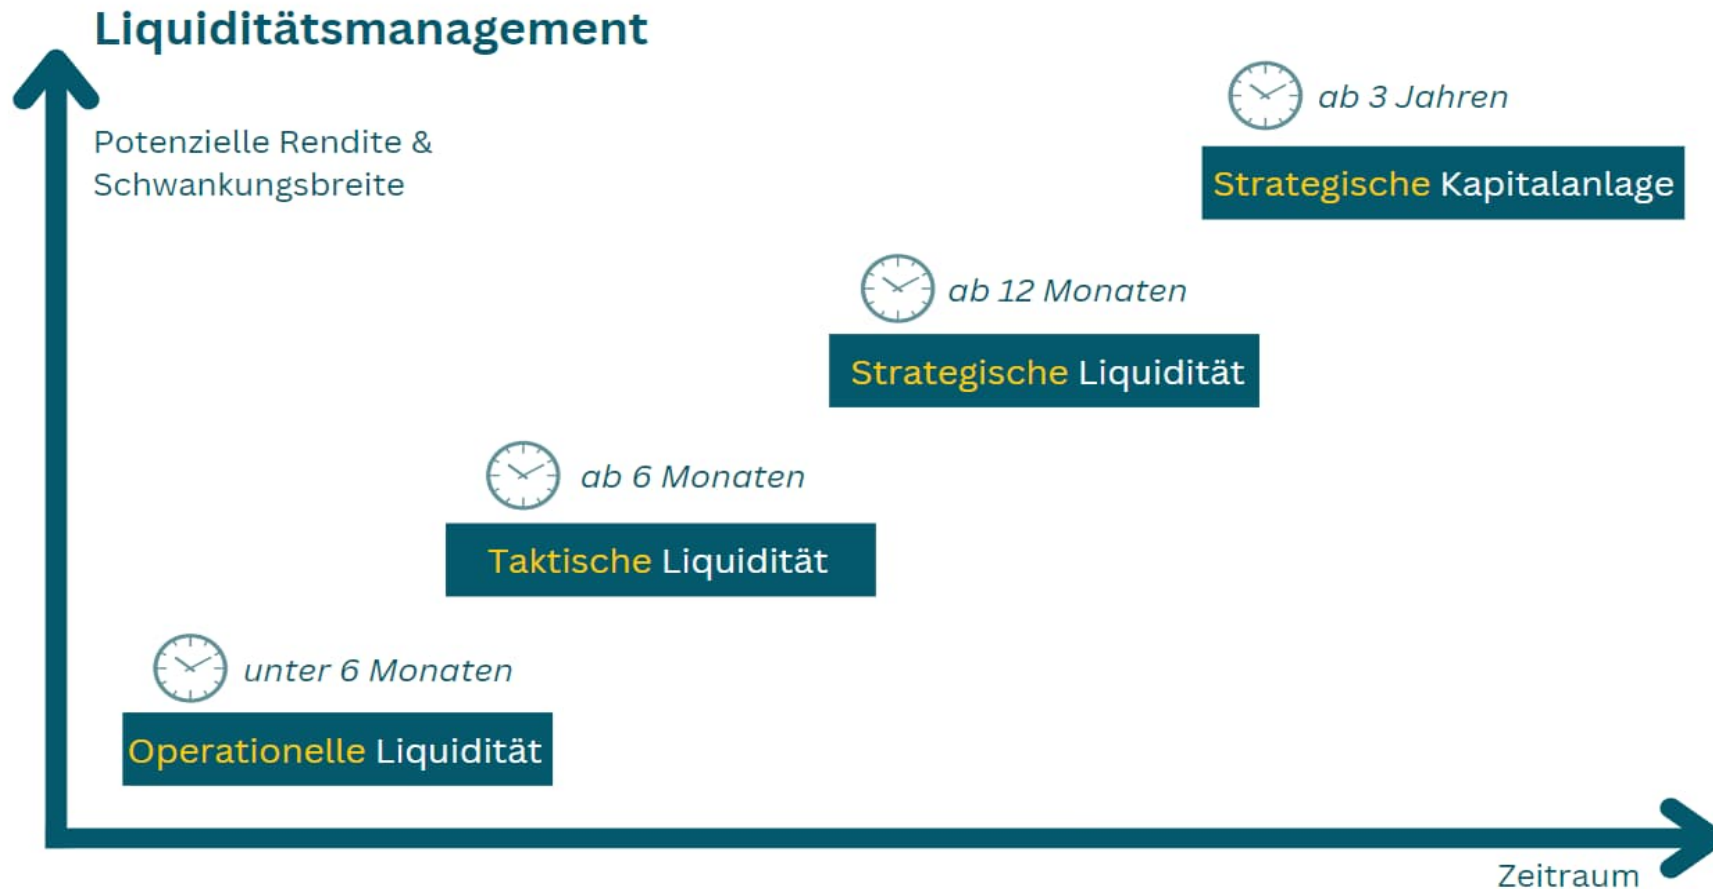 Liquiditätsmanagement
Potenzielle Rendite &
Schwankungsbreite
ab 3 Jahren
Strategische Kapitalanlage
ab 12 Monaten
Strategische Liquidität
ab 6 Monaten
Taktische Liquidität
unter 6 Monaten
Operationelle Liquidität
Zeitraum